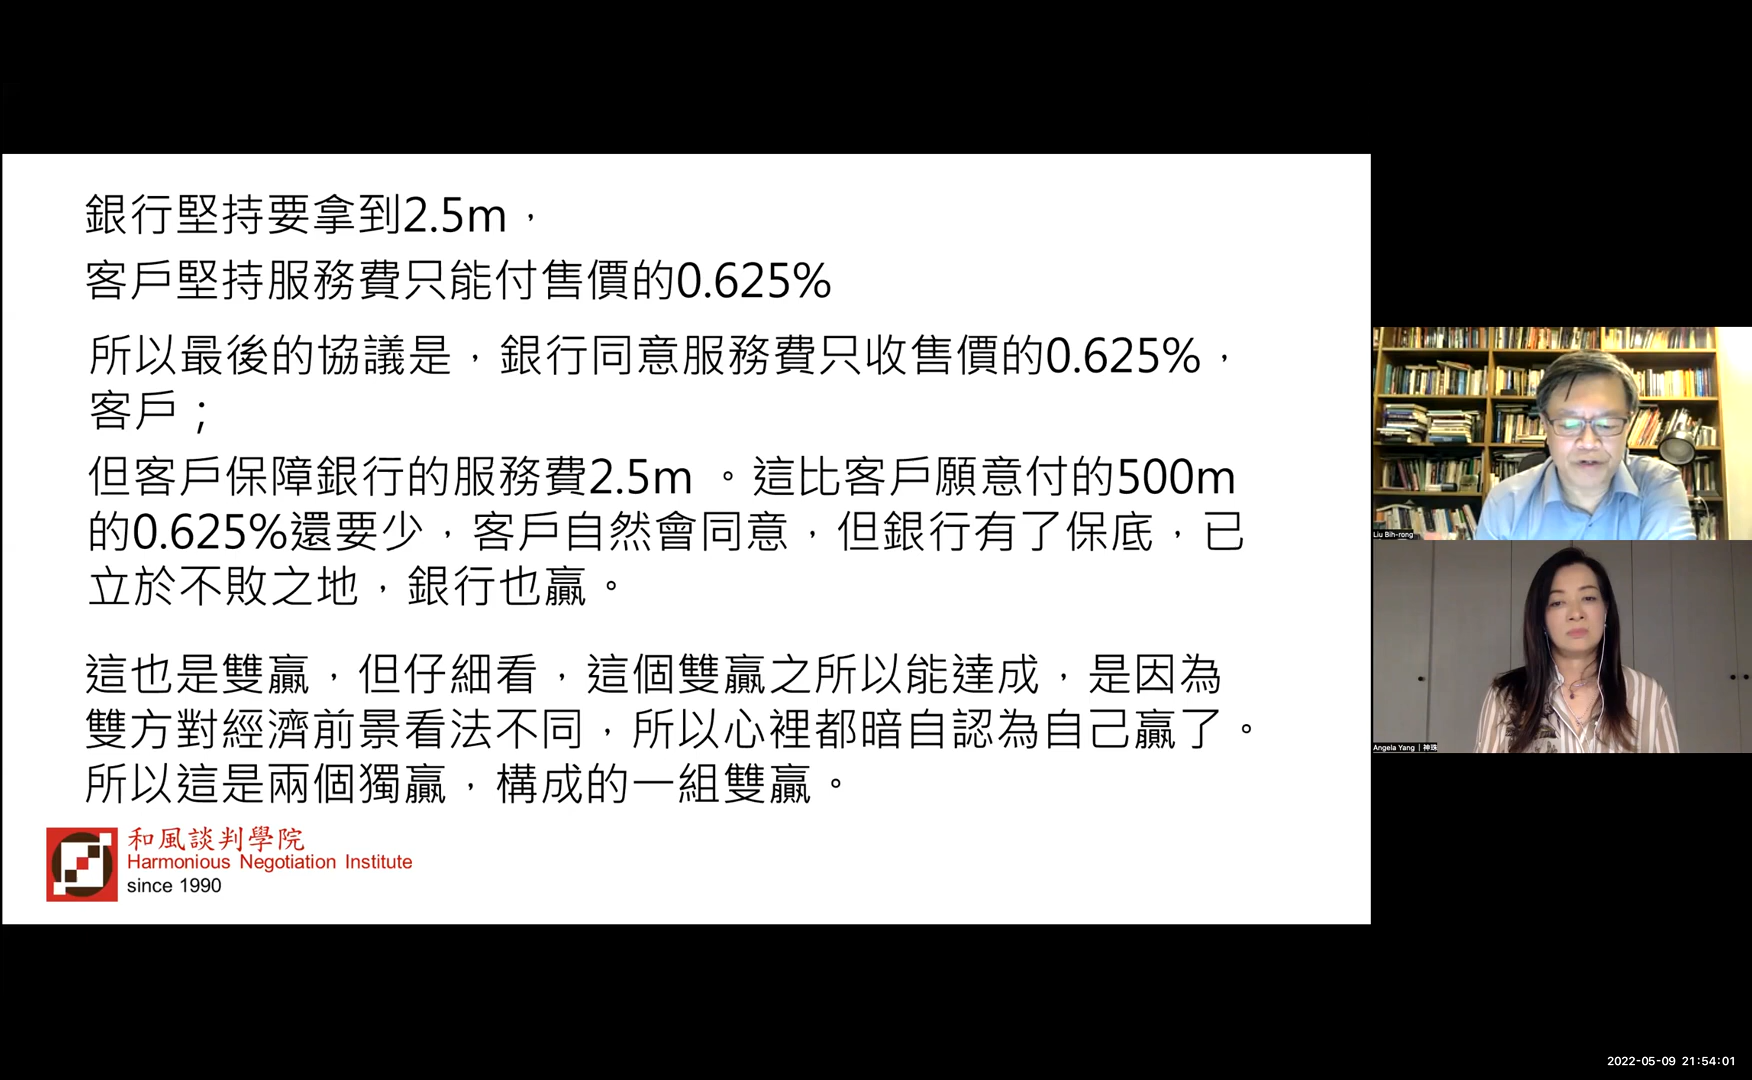 銀行堅持要拿到2.5m，
客戶堅持服務費只能付售價的0.625%
所以最後的協議是，銀行同意服務費只收售價的0.625%，
客戶；
但客戶保障銀行的服務費2.5m 。這比客戶願意付的500m
的0.625%還要少，客戶自然會同意，但銀行有了保底，已
立於不敗之地，銀行也贏。
這也是雙贏，但仔細看，這個雙贏之所以能達成，是因為
雙方對經濟前景看法不同，所以心裡都暗自認為自己贏了。
所以這是兩個獨贏，構成的一組雙贏。
和風談判學院
Harmonious Negotiation Institute
since 1990
Liu Bih-rong
Angela Yang | 神珠
2022-05-09 21:54:01